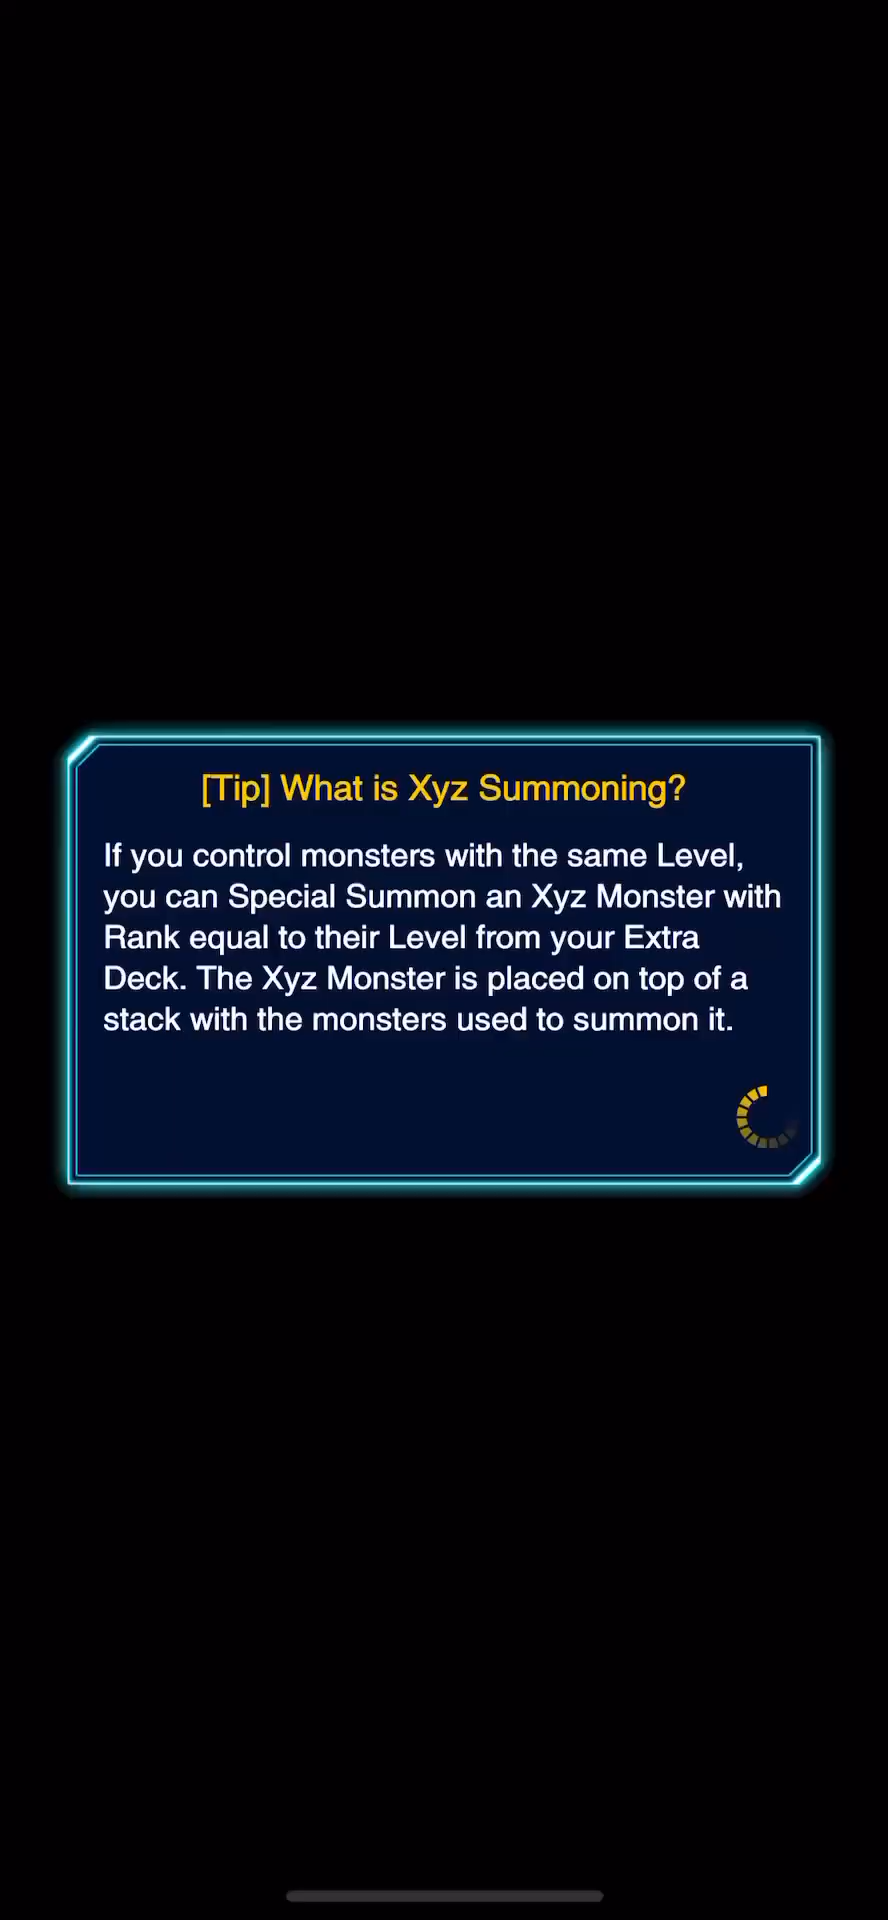 [Tip] What is Xyz Summoning?
If you control monsters with the same Level,
you can Special Summon an Xyz Monster with
Rank equal to their Level from your Extra
Deck. The Xyz Monster is placed on top of a
stack with the monsters used to summon it.